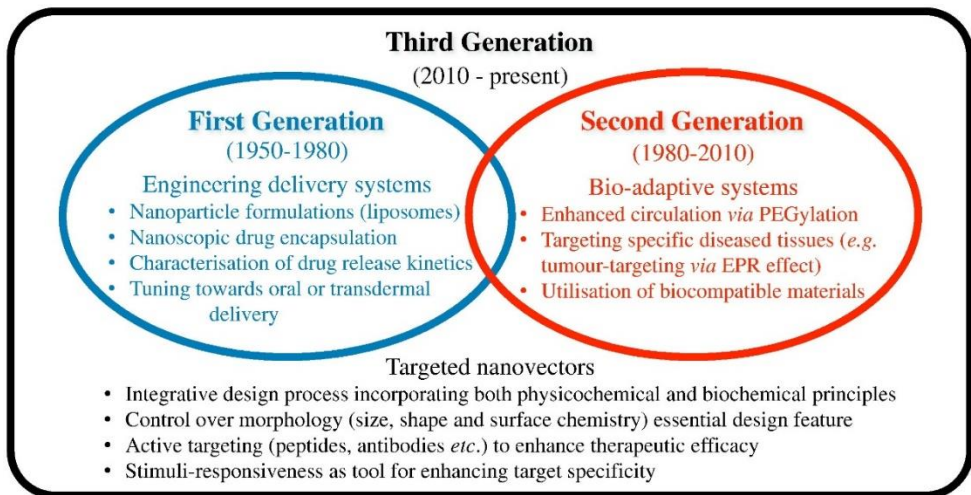 Third Generation
(2010 - present)
First Generation
(1950-1980)
Engineering delivery systems
• Nanoparticle formulations (liposomes)
• Nanoscopic drug encapsulation
• Characterisation of drug release kinetics
• Tuning towards oral or transdermal
delivery
Second Generation
(1980-2010)
Bio-adaptive systems
• Enhanced circulation via PEGylation
• Targeting specific diseased tissues (e.g.
tumour-targeting via EPR effect)
• Utilisation of biocompatible materials
Targeted nanovectors
• Integrative design process incorporating both physicochemical and biochemical principles
• Control over morphology (size, shape and surface chemistry) essential design feature
• Active targeting (peptides, antibodies etc.) to enhance therapeutic efficacy
• Stimuli-responsiveness as tool for enhancing target specificity